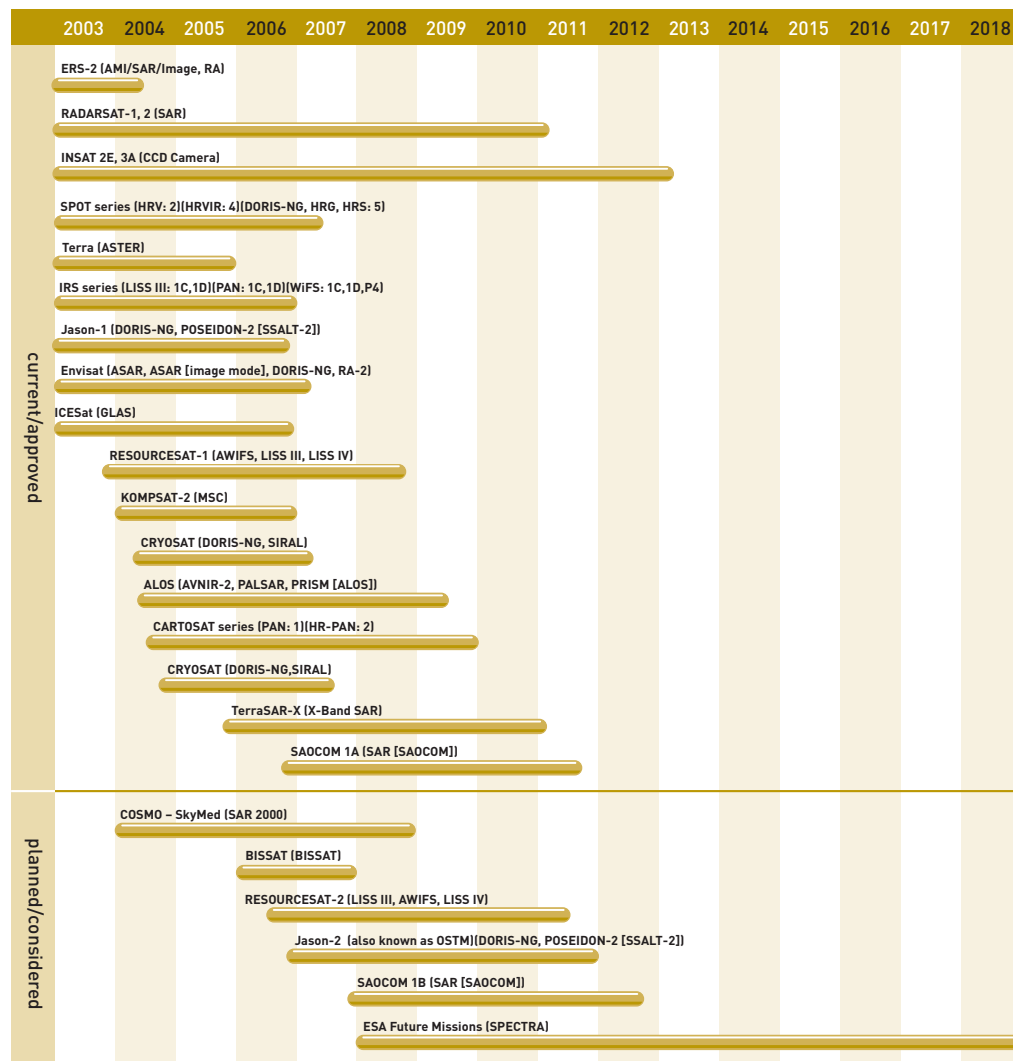 2003 2004 2005 2006 2007 2008 2009 2010 2011 2012 2013 2014 2015 2016 2017 2018
current/approved
ERS-2 (AMI/SAR/Image, RA)
RADARSAT-1, 2 (SAR)
INSAT 2E, 3A (CCD Camera)
SPOT series (HRV: 2)(HRVIR: 4)(DORIS-NG, HRG, HRS: 5)
Terra (ASTER)
IRS series (LISS III: 1C,1D)(PAN: 1C,1D)(WiFS: 1C,1D,P4)
Jason-1 (DORIS-NG, POSEIDON-2 [SSALT-2])
Envisat (ASAR, ASAR [image mode], DORIS-NG, RA-2)
ICESat (GLAS)
RESOURCESAT-1 (AWIFS, LISS III, LISS IV)
KOMPSAT-2 (MSC)
CRYOSAT (DORIS-NG, SIRAL)
ALOS (AVNIR-2, PALSAR, PRISM [ALOS])
CARTOSAT series (PAN: 1)(HR-PAN: 2)
CRYOSAT (DORIS-NG,SIRAL)
TerraSAR-X (X-Band SAR)
SAOCOM 1A (SAR [SAOCOM])
planned/considered
COSMO – SkyMed (SAR 2000)
BISSAT (BISSAT)
RESOURCESAT-2 (LISS III, AWIFS, LISS IV)
Jason-2 (also known as OSTM)(DORIS-NG, POSEIDON-2 [SSALT-2])
SAOCOM 1B (SAR [SAOCOM])
ESA Future Missions (SPECTRA)